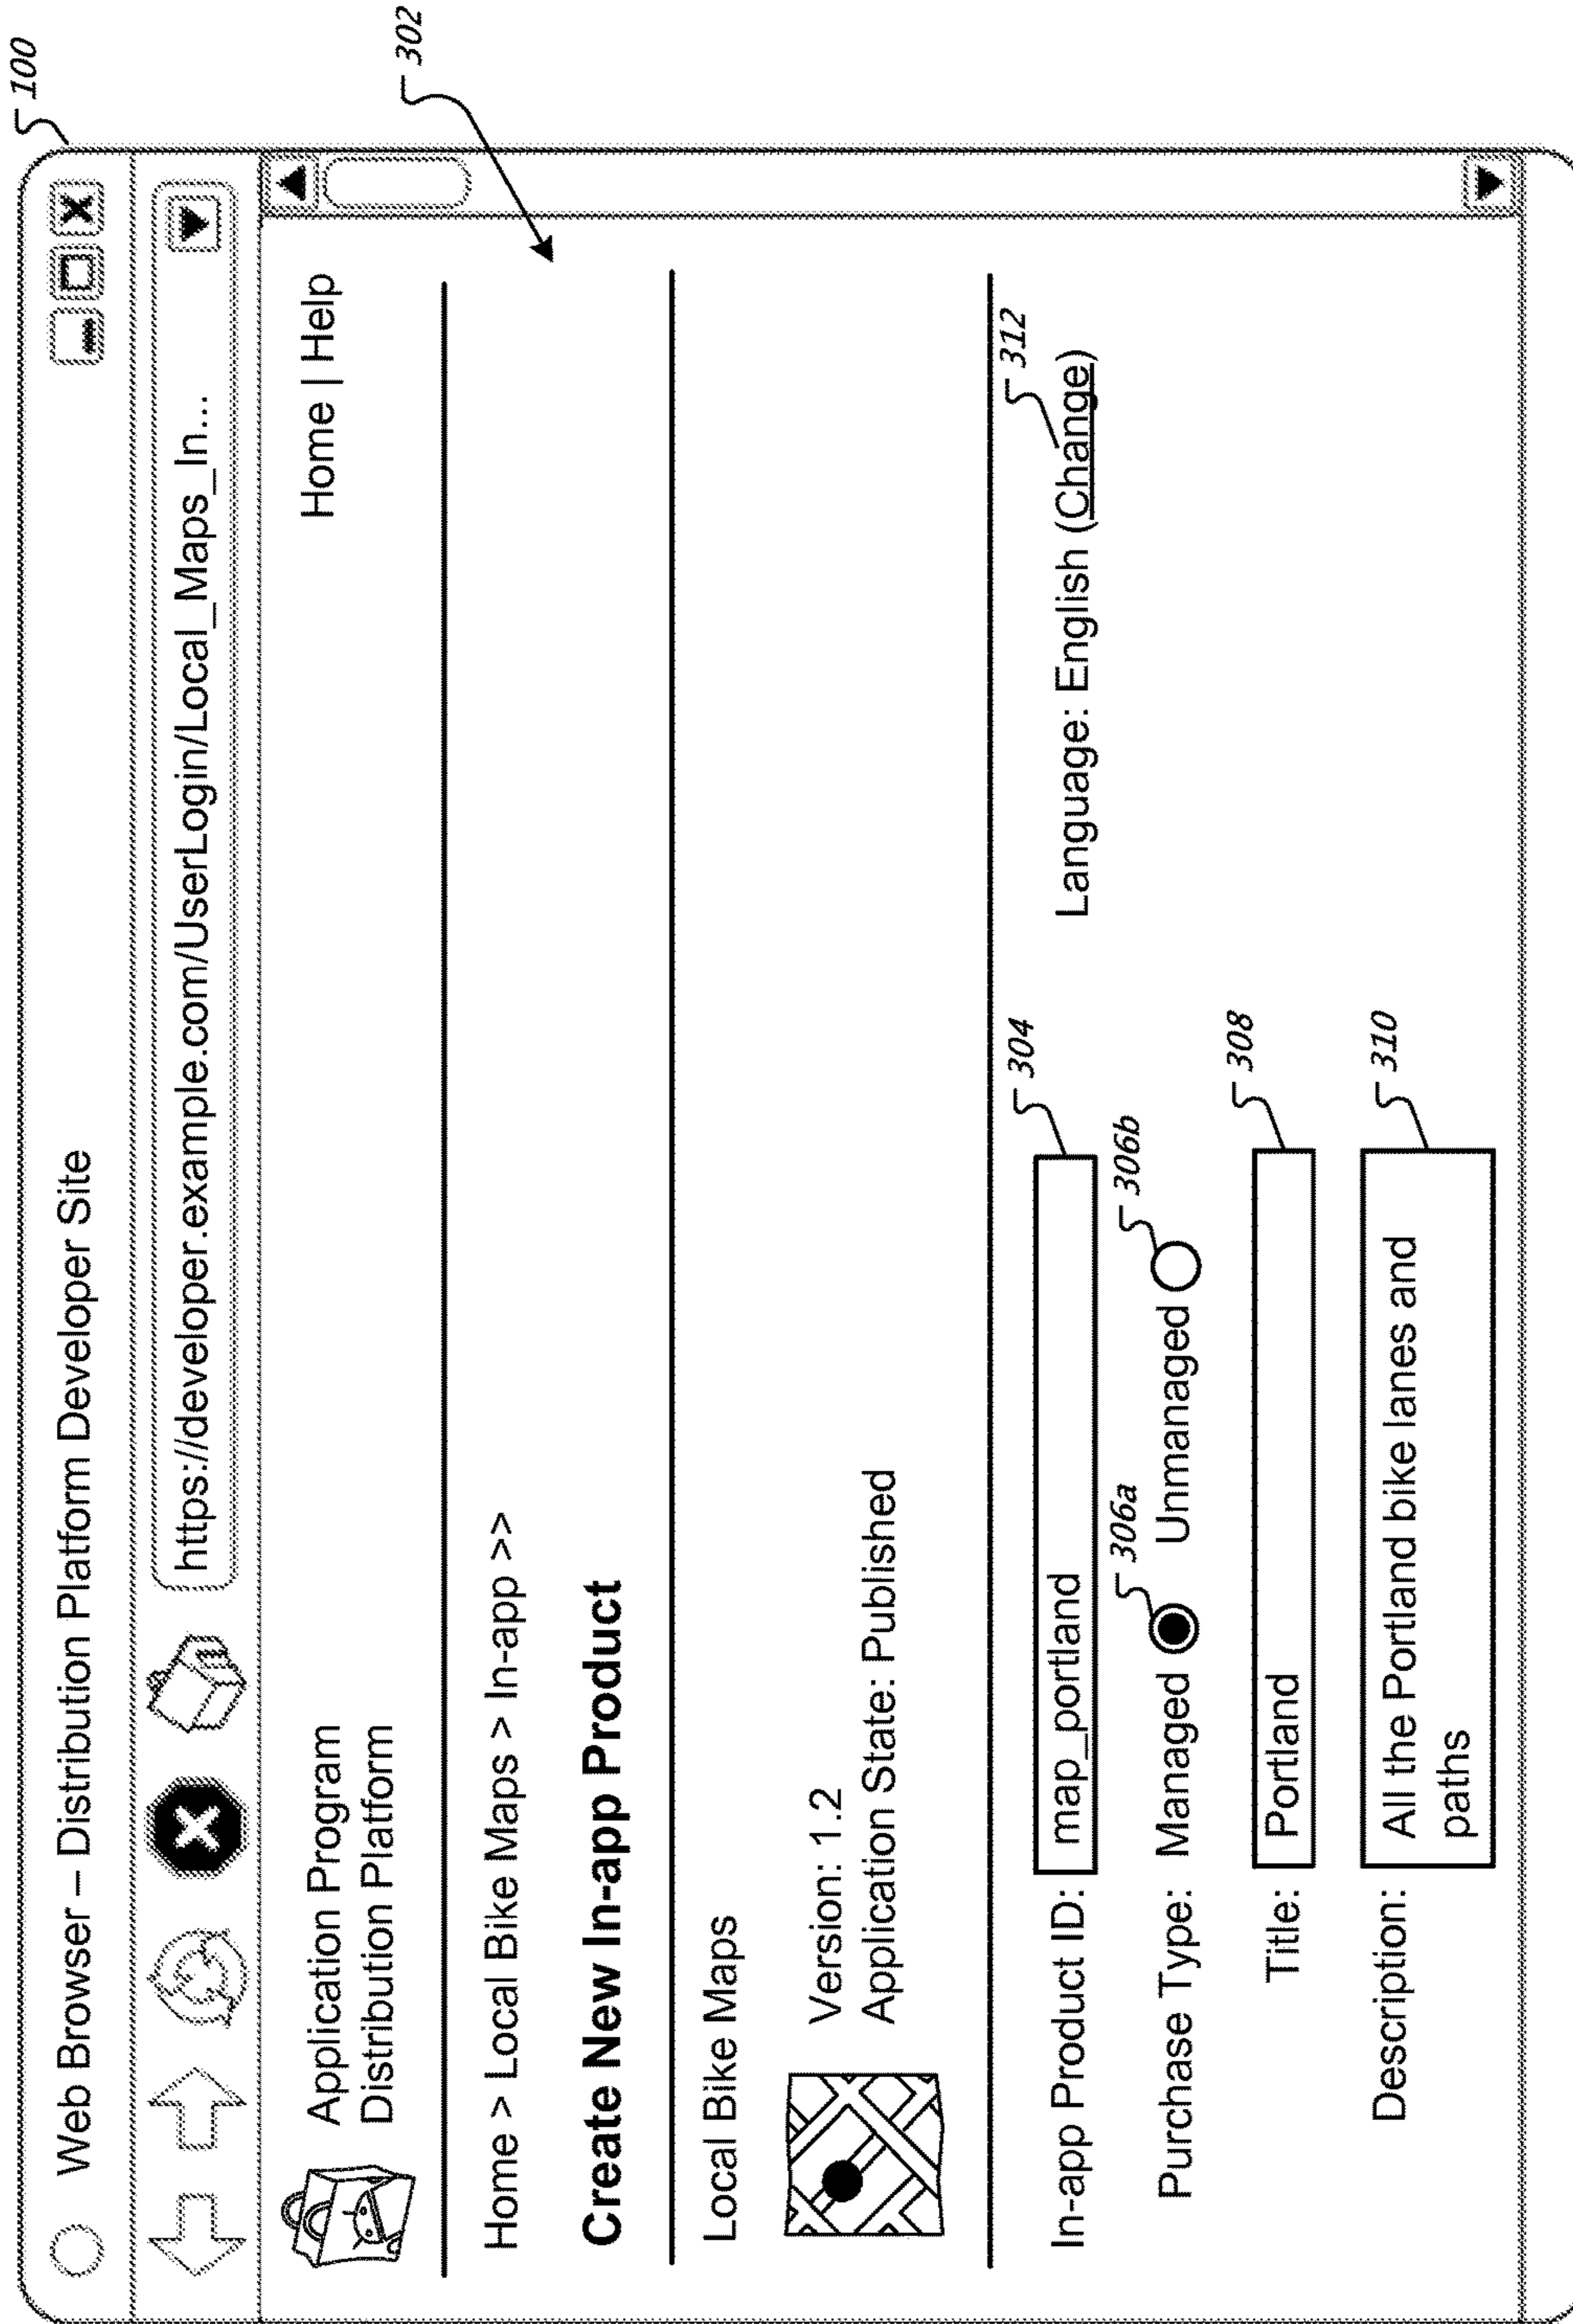 100
Web Browser – Distribution Platform Developer Site
https://developer.example.com/UserLogin/Local_Maps_In...
Application Program
Distribution Platform
Home | Help
302
Home > Local Bike Maps > In-app >>
Create New In-app Product
Local Bike Maps
Version: 1.2
Application State: Published
In-app Product ID: map_portland 304
Language: English (Change) 312
Purchase Type: Managed 306a Unmanaged 306b
Title: Portland 308
Description: All the Portland bike lanes and 310
paths